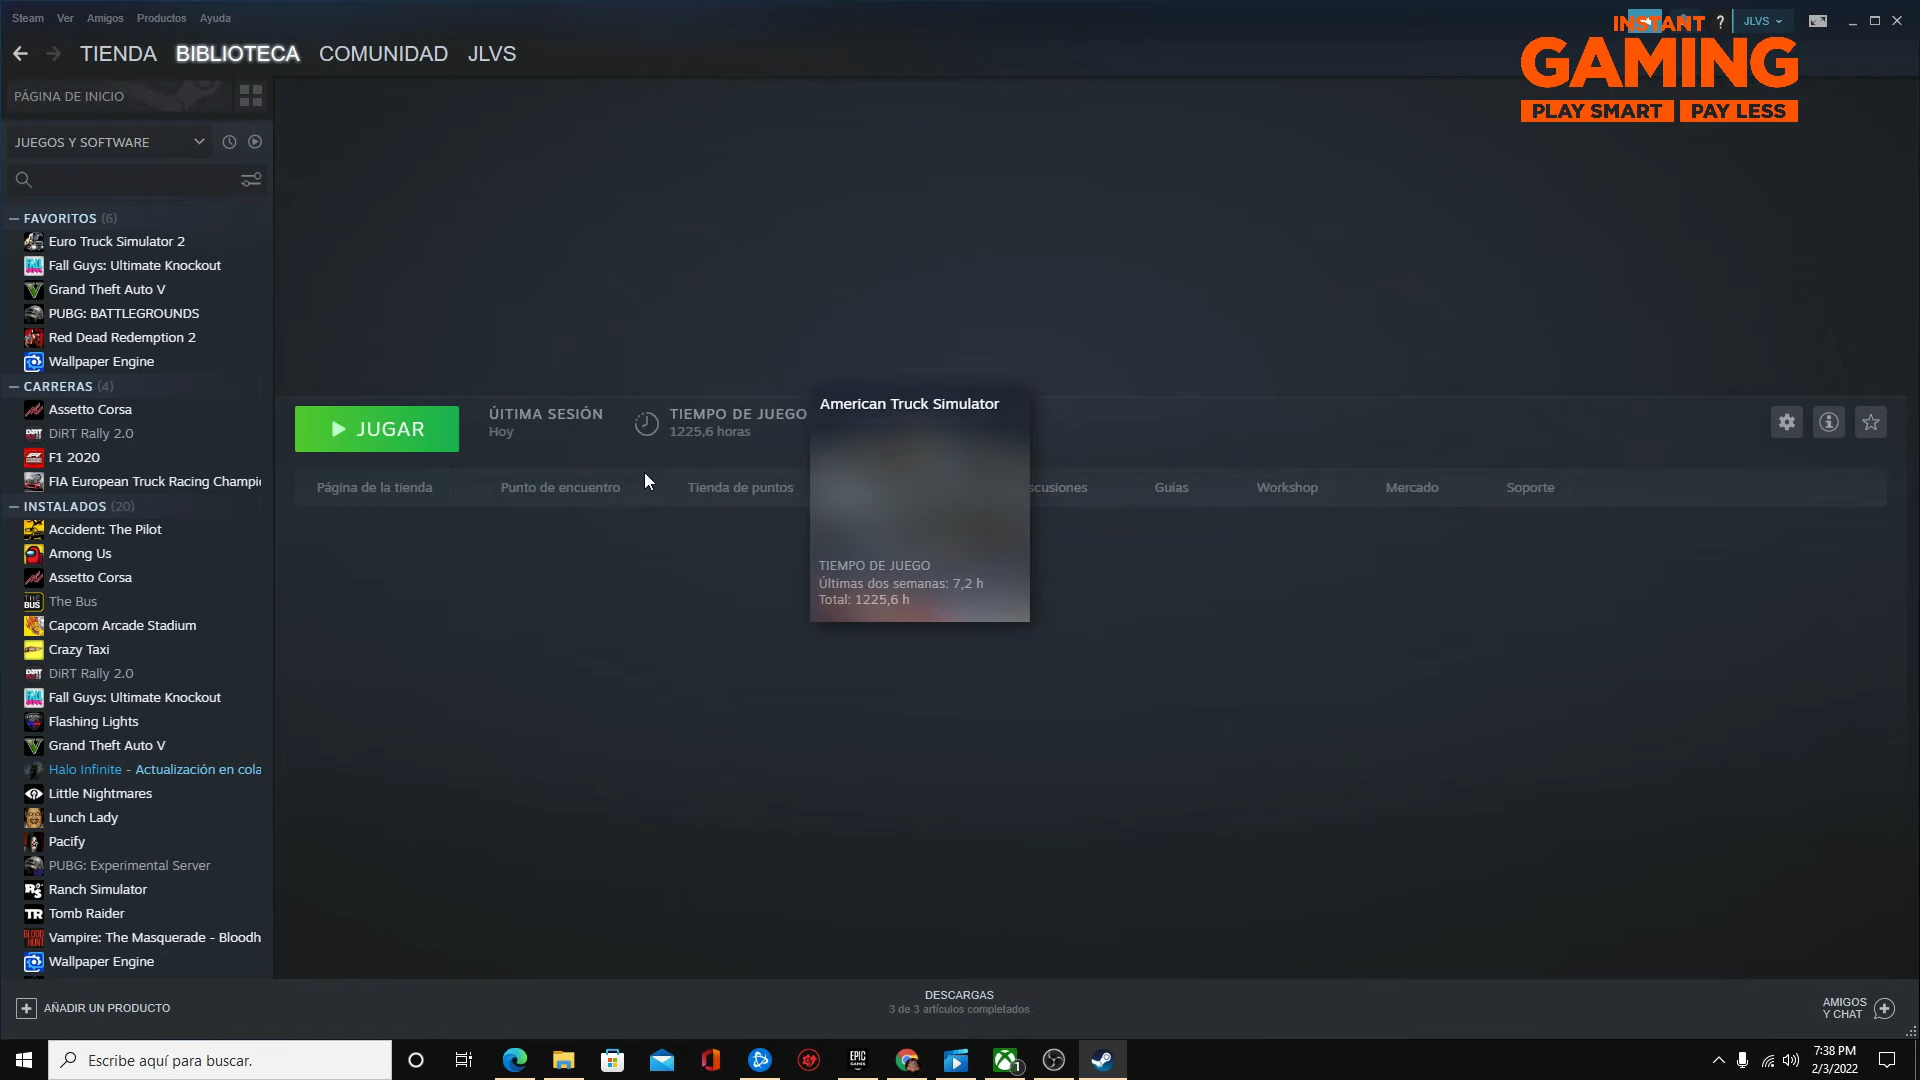 Steam Ver Amigos Productos Ayuda
? JLVS
INSTANT
GAMING
PLAY SMART PAY LESS
TIENDA BIBLIOTECA COMUNIDAD JLVS
PÁGINA DE INICIO
JUEGOS Y SOFTWARE
— FAVORITOS (6)
Euro Truck Simulator 2
Fall Guys: Ultimate Knockout
Grand Theft Auto V
PUBG: BATTLEGROUNDS
Red Dead Redemption 2
Wallpaper Engine
— CARRERAS (4)
Assetto Corsa
DiRT Rally 2.0
F1 2020
FIA European Truck Racing Champi
— INSTALADOS (20)
Accident: The Pilot
Among Us
Assetto Corsa
The Bus
Capcom Arcade Stadium
Crazy Taxi
DiRT Rally 2.0
Fall Guys: Ultimate Knockout
Flashing Lights
Grand Theft Auto V
Halo Infinite - Actualización en cola
Little Nightmares
Lunch Lady
Pacify
PUBG: Experimental Server
Ranch Simulator
Tomb Raider
Vampire: The Masquerade - Bloodh
Wallpaper Engine
JUGAR
ÚLTIMA SESIÓN
Hoy
TIEMPO DE JUEGO
1225,6 horas
American Truck Simulator
TIEMPO DE JUEGO
Últimas dos semanas: 7,2 h
Total: 1225,6 h
Página de la tienda Punto de encuentro Tienda de puntos scusiones Guías Workshop Mercado Soporte
AÑADIR UN PRODUCTO
DESCARGAS
3 de 3 artículos completados
AMIGOS
Y CHAT
Escribe aquí para buscar.
EPIC
GAMES
1
7:38 PM
2/3/2022